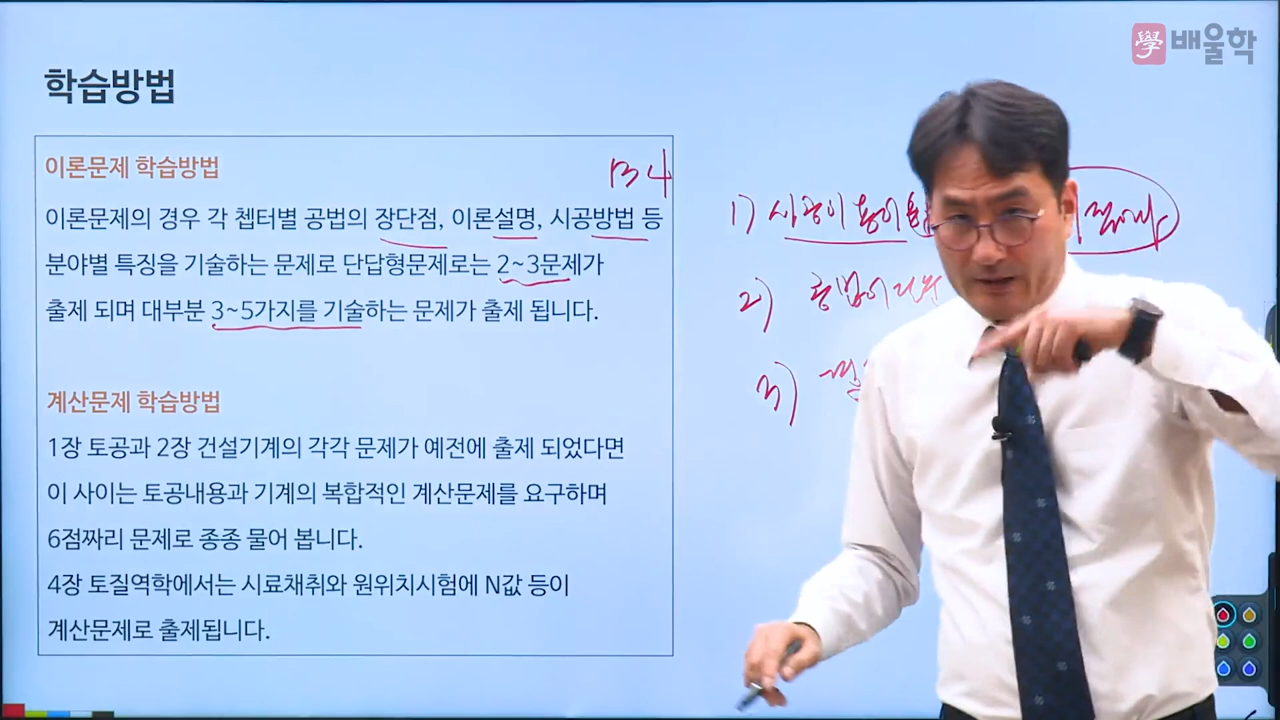 學 배울학
학습방법
이론문제 학습방법
B4
이론문제의 경우 각 쳅터별 공법의 장단점, 이론설명, 시공방법 등
분야별 특징을 기술하는 문제로 단답형문제로는 2~3문제가
출제 되며 대부분 3~5가지를 기술하는 문제가 출제 됩니다.
계산문제 학습방법
1장 토공과 2장 건설기계의 각각 문제가 예전에 출제 되었다면
이 사이는 토공내용과 기계의 복합적인 계산문제를 요구하며
6점짜리 문제로 종종 물어 봅니다.
4장 토질역학에서는 시료채취와 원위치시험에 N값 등이
계산문제로 출제됩니다.
1)
2)
3)